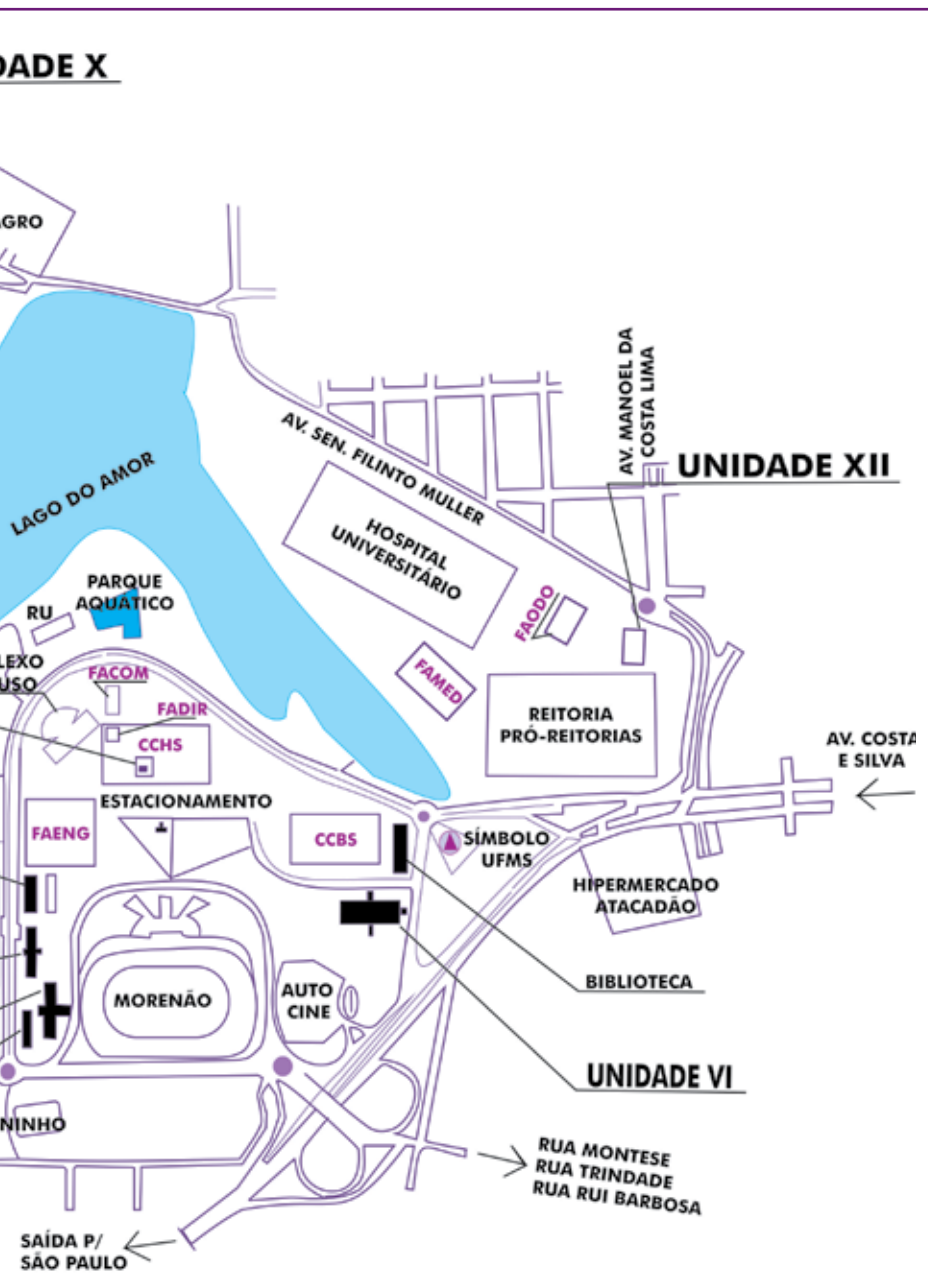 DADE X
AGRO
AV. MANOEL DA
COSTA LIMA
AV. SEN. FILINTO MULLER
UNIDADE XII
LAGO DO AMOR
HOSPITAL
UNIVERSITÁRIO
PARQUE
AQUÁTICO
RU
FAODO
LEXO
USO
FACOM
FAMED
FADIR
CCHS
REITORIA
PRÓ-REITORIAS
AV. COSTA
E SILVA
ESTACIONAMENTO
FAENG
CCBS
SÍMBOLO
UFMS
HIPERMERCADO
ATACADÃO
BIBLIOTECA
MORENÃO
AUTO
CINE
UNIDADE VI
NINHO
RUA MONTESE
RUA TRINDADE
RUA RUI BARBOSA
SAÍDA P/
SÃO PAULO